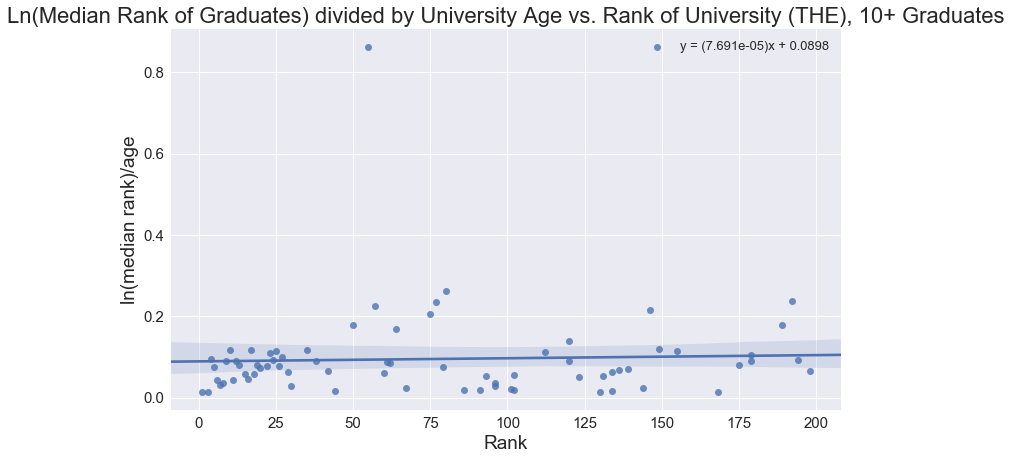 Ln(Median Rank of Graduates) divided by University Age vs. Rank of University (THE), 10+ Graduates
y = (7.691e-05)x + 0.0898
0.8
0.6
0.4
0.2
0.0
ln(median rank)/age
0 25 50 75 100 125 150 175 200
Rank